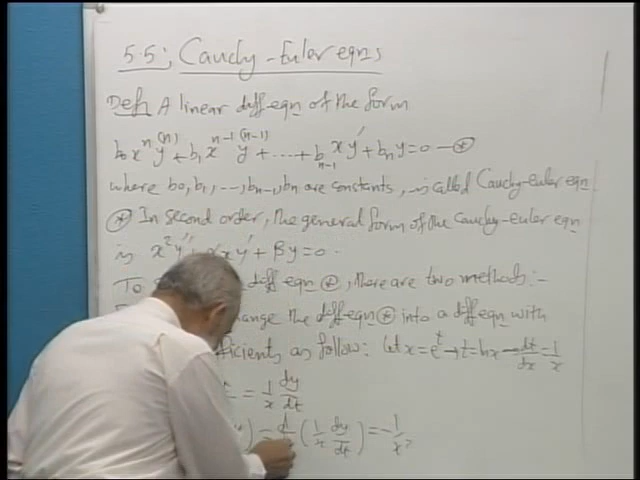 5.5; Cauchy-Euler eqns
Def: A linear diff-eqn of the form
b₀xⁿy⁽ⁿ⁾ + b₁xⁿ⁻¹y⁽ⁿ⁻¹⁾ + ... + bₙ₋₁xy' + bₙy = 0 — ⊛
where b₀, b₁, ..., bₙ₋₁, bₙ are constants, is called Cauchy-euler eqn
⊛ In second order, the general form of the Cauchy-euler eqn
is x²y'' + αxy' + βy = 0.
To diff eqn ⊛, there are two methods:-
the diff-eqn ⊛ into a diff-eqn with
as follow: Let x = eᵗ → t = lnx → dt/dx = 1/x
= 1/x dy/dt
= d/ (1/x dy/dt) = -1/x²